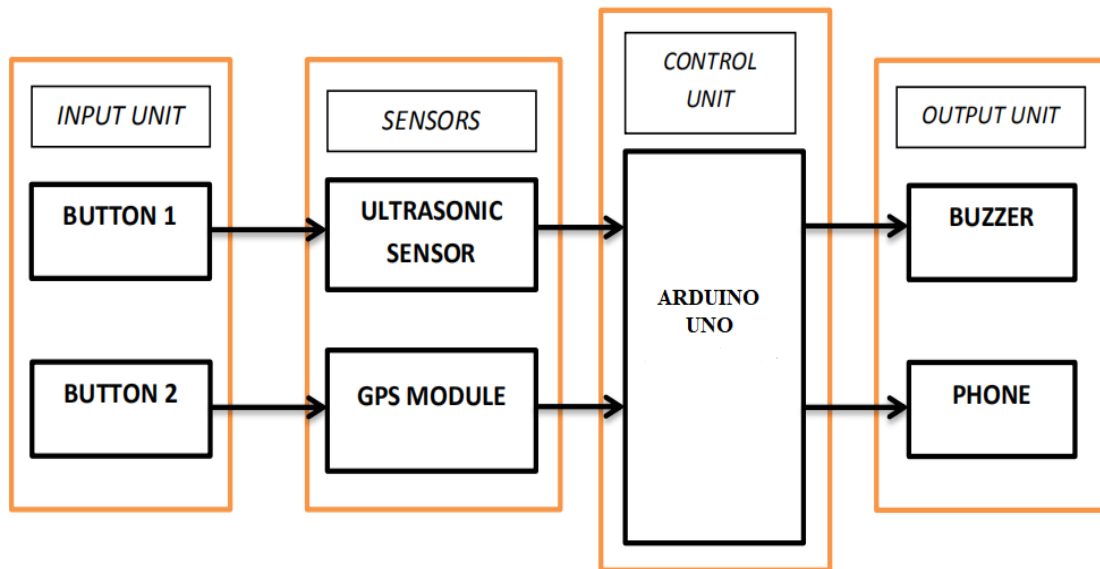 INPUT UNIT
BUTTON 1
BUTTON 2
SENSORS
ULTRASONIC
SENSOR
GPS MODULE
CONTROL
UNIT
ARDUINO
UNO
OUTPUT UNIT
BUZZER
PHONE